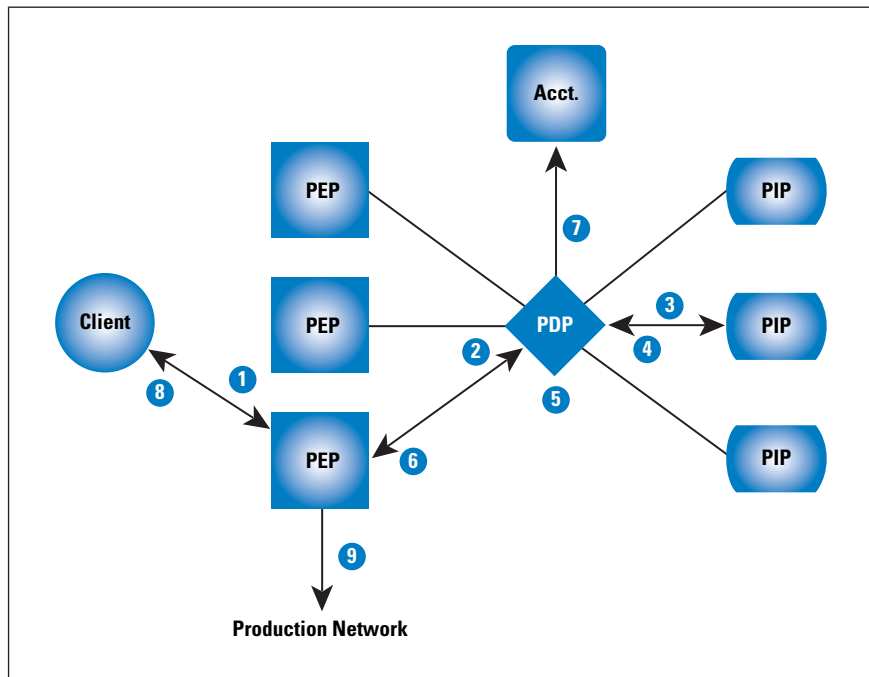 Acct.
PEP
PIP
7
Client
PEP
PDP
3
PIP
2
4
1
8
5
PEP
6
PIP
9
Production Network